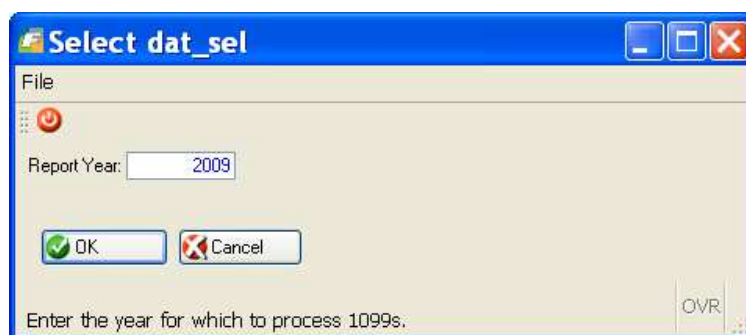 Select dat_sel
File
Report Year: 2009
OK Cancel
Enter the year for which to process 1099s. OVR